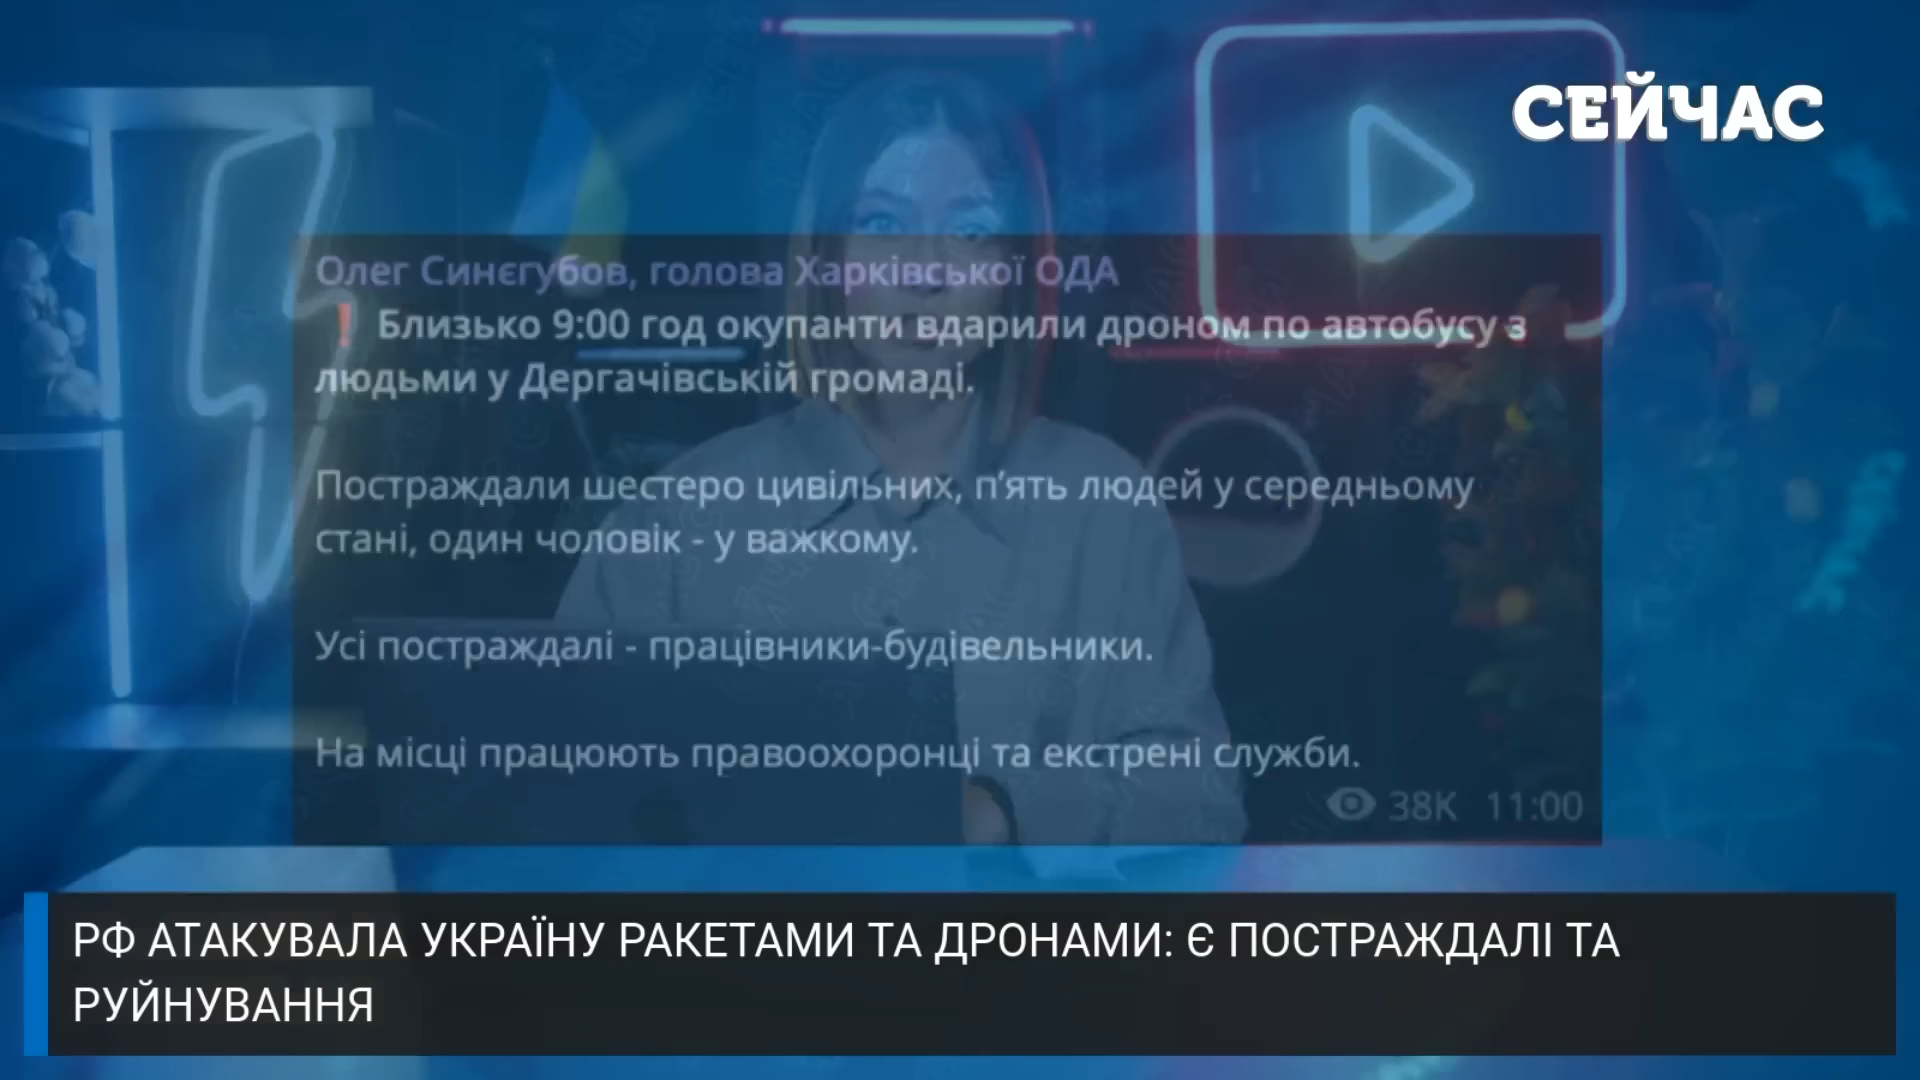 СЕЙЧАС
Олег Синєгубов, голова Харківської ОДА
❗ Близько 9:00 год окупанти вдарили дроном по автобусу з
людьми у Дергачівській громаді.
Постраждали шестеро цивільних, п’ять людей у середньому
стані, один чоловік - у важкому.
Усі постраждалі - працівники-будівельники.
На місці працюють правоохоронці та екстрені служби.
38K 11:00
РФ АТАКУВАЛА УКРАЇНУ РАКЕТАМИ ТА ДРОНАМИ: Є ПОСТРАЖДАЛІ ТА
РУЙНУВАННЯ